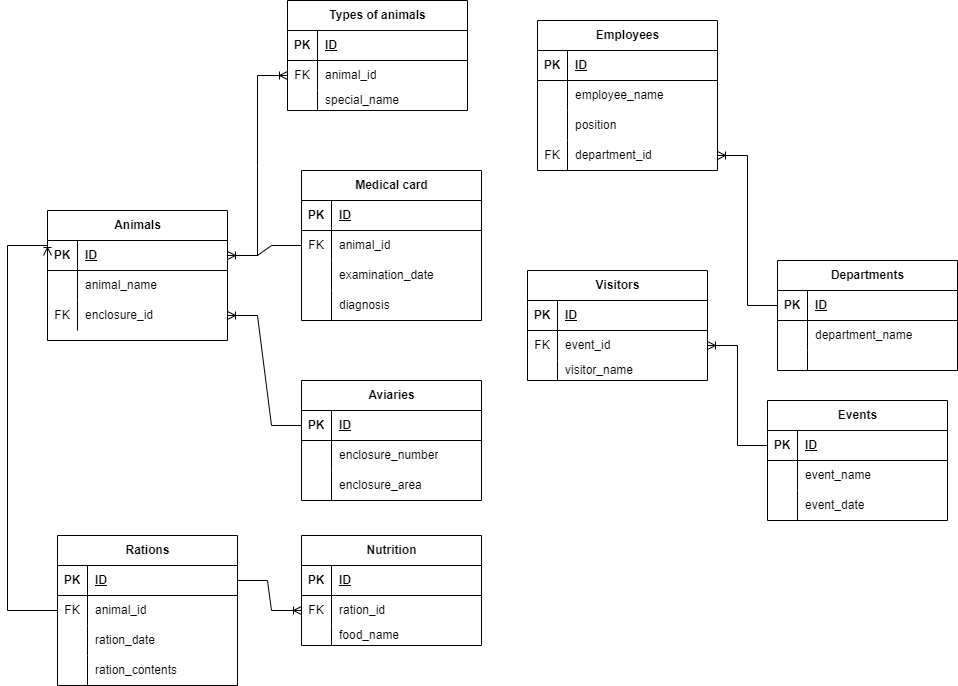 Types of animals
PK ID
FK animal_id
special_name
Employees
PK ID
employee_name
position
FK department_id
Medical card
PK ID
FK animal_id
examination_date
diagnosis
Animals
PK ID
animal_name
FK enclosure_id
Visitors
PK ID
FK event_id
visitor_name
Departments
PK ID
department_name
Aviaries
PK ID
enclosure_number
enclosure_area
Events
PK ID
event_name
event_date
Rations
PK ID
FK animal_id
ration_date
ration_contents
Nutrition
PK ID
FK ration_id
food_name